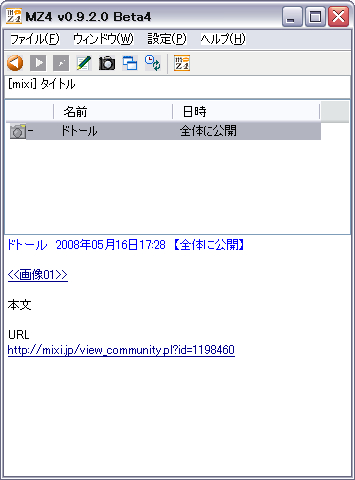 MZ4 v0.9.2.0 Beta4
ファイル(F) ウィンドウ(W) 設定(P) ヘルプ(H)
[mixi] タイトル
名前 日時
ドトール 全体に公開
ドトール 2008年05月16日17:28 【全体に公開】
<<画像01>>
本文
URL
http://mixi.jp/view_community.pl?id=1198460